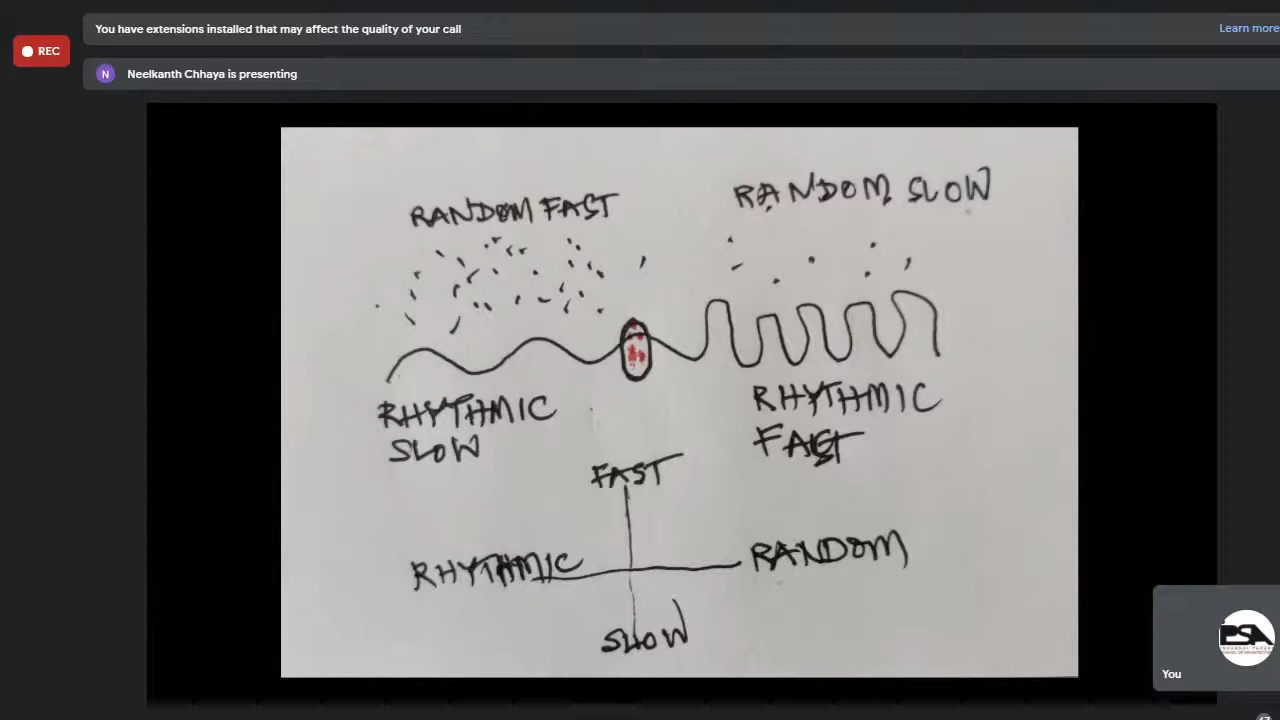 You have extensions installed that may affect the quality of your call
Learn more
REC
N Neelkanth Chhaya is presenting
RANDOM FAST
RANDOM SLOW
RHYTHMIC
SLOW
RHYTHMIC
FAST
FAST
RHYTHMIC
RANDOM
SLOW
PSA
You